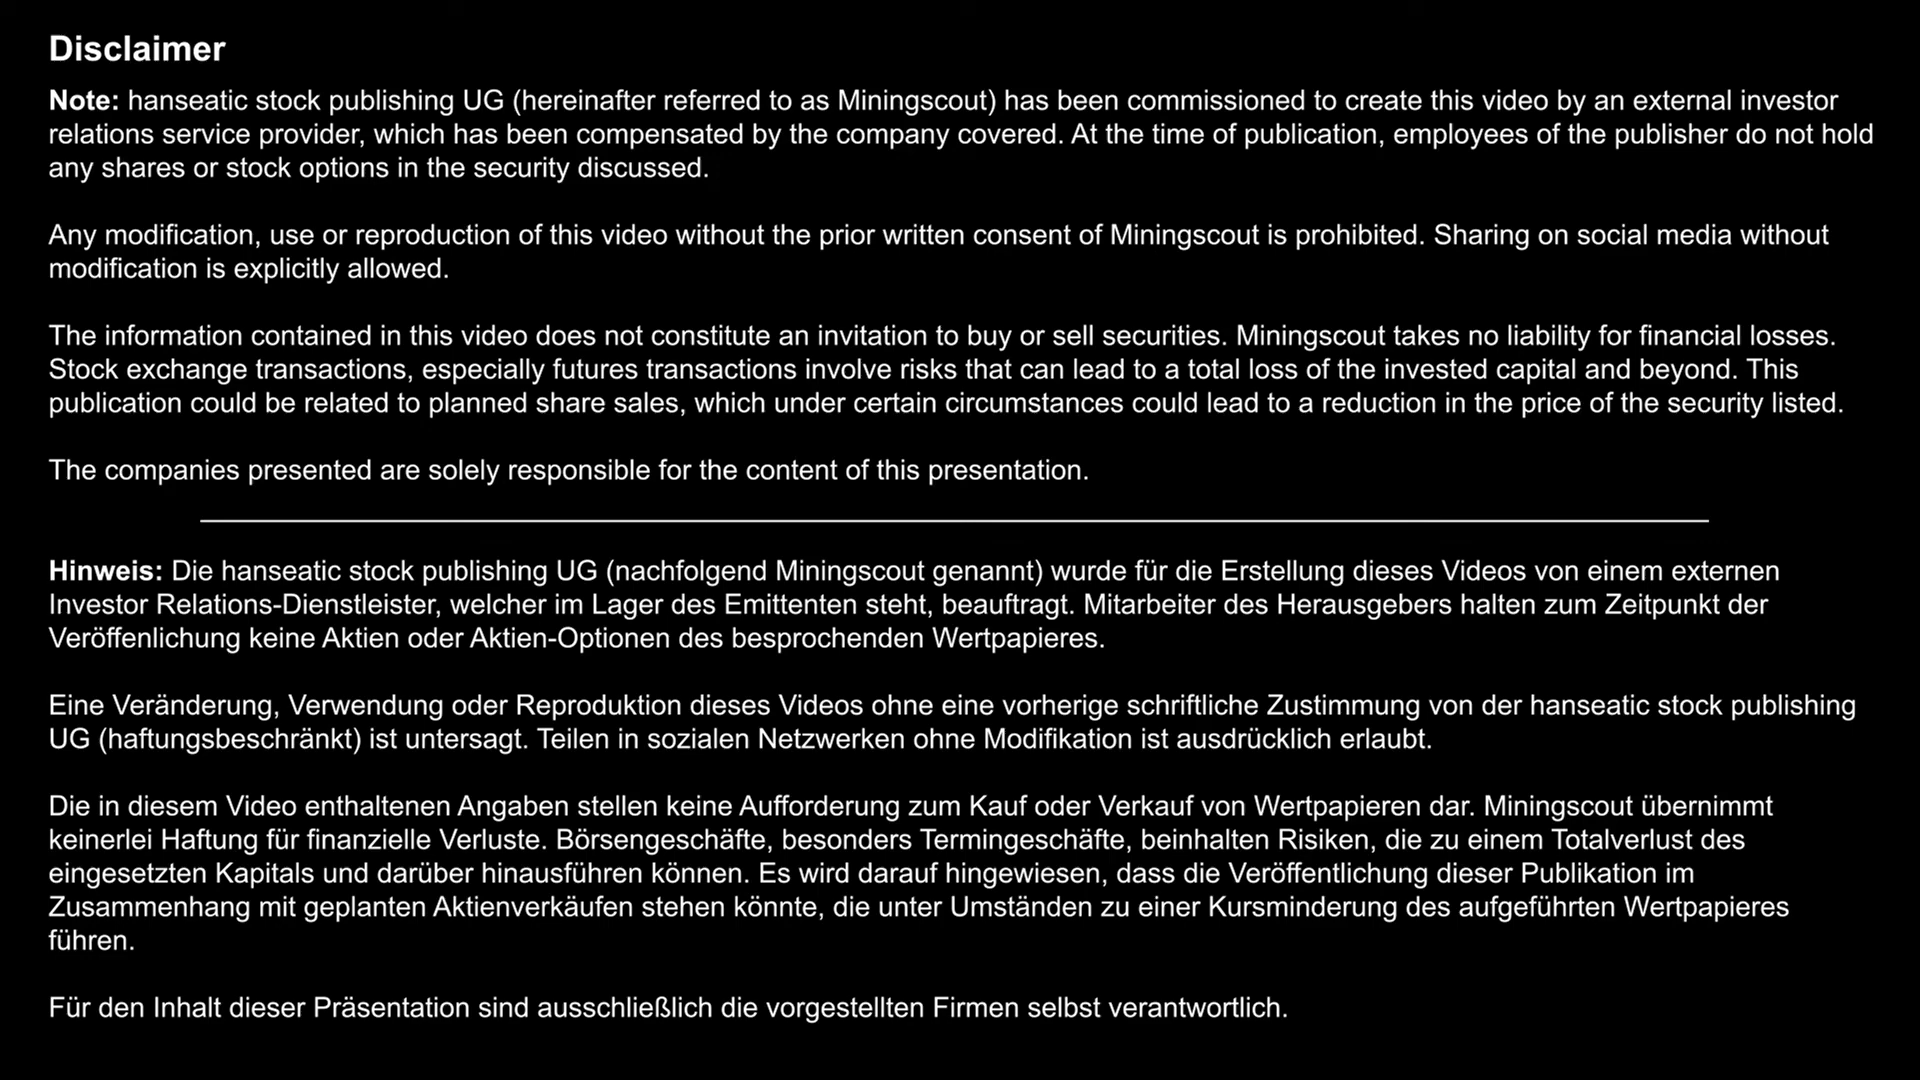 Disclaimer
Note: hanseatic stock publishing UG (hereinafter referred to as Miningscout) has been commissioned to create this video by an external investor
relations service provider, which has been compensated by the company covered. At the time of publication, employees of the publisher do not hold
any shares or stock options in the security discussed.
Any modification, use or reproduction of this video without the prior written consent of Miningscout is prohibited. Sharing on social media without
modification is explicitly allowed.
The information contained in this video does not constitute an invitation to buy or sell securities. Miningscout takes no liability for financial losses.
Stock exchange transactions, especially futures transactions involve risks that can lead to a total loss of the invested capital and beyond. This
publication could be related to planned share sales, which under certain circumstances could lead to a reduction in the price of the security listed.
The companies presented are solely responsible for the content of this presentation.
Hinweis: Die hanseatic stock publishing UG (nachfolgend Miningscout genannt) wurde für die Erstellung dieses Videos von einem externen
Investor Relations-Dienstleister, welcher im Lager des Emittenten steht, beauftragt. Mitarbeiter des Herausgebers halten zum Zeitpunkt der
Veröffenlichung keine Aktien oder Aktien-Optionen des besprochenden Wertpapieres.
Eine Veränderung, Verwendung oder Reproduktion dieses Videos ohne eine vorherige schriftliche Zustimmung von der hanseatic stock publishing
UG (haftungsbeschränkt) ist untersagt. Teilen in sozialen Netzwerken ohne Modifikation ist ausdrücklich erlaubt.
Die in diesem Video enthaltenen Angaben stellen keine Aufforderung zum Kauf oder Verkauf von Wertpapieren dar. Miningscout übernimmt
keinerlei Haftung für finanzielle Verluste. Börsengeschäfte, besonders Termingeschäfte, beinhalten Risiken, die zu einem Totalverlust des
eingesetzten Kapitals und darüber hinausführen können. Es wird darauf hingewiesen, dass die Veröffentlichung dieser Publikation im
Zusammenhang mit geplanten Aktienverkäufen stehen könnte, die unter Umständen zu einer Kursminderung des aufgeführten Wertpapieres
führen.
Für den Inhalt dieser Präsentation sind ausschließlich die vorgestellten Firmen selbst verantwortlich.